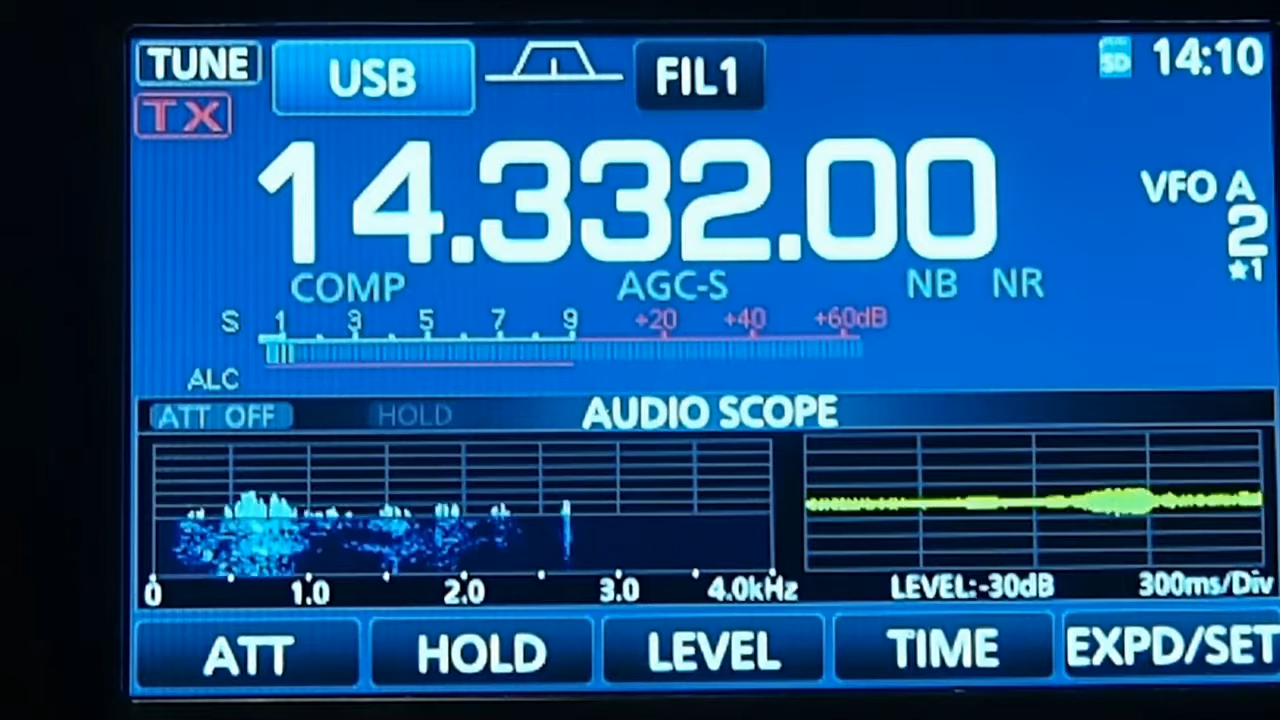 TUNE USB FIL1 SD 14:10
TX
14.332.00
VFO A
2
★1
COMP AGC-S NB NR
S 1 3 5 7 9 +20 +40 +60dB
ALC
ATT OFF HOLD AUDIO SCOPE
0 1.0 2.0 3.0 4.0kHz LEVEL:-30dB 300ms/Div
ATT HOLD LEVEL TIME EXPD/SET